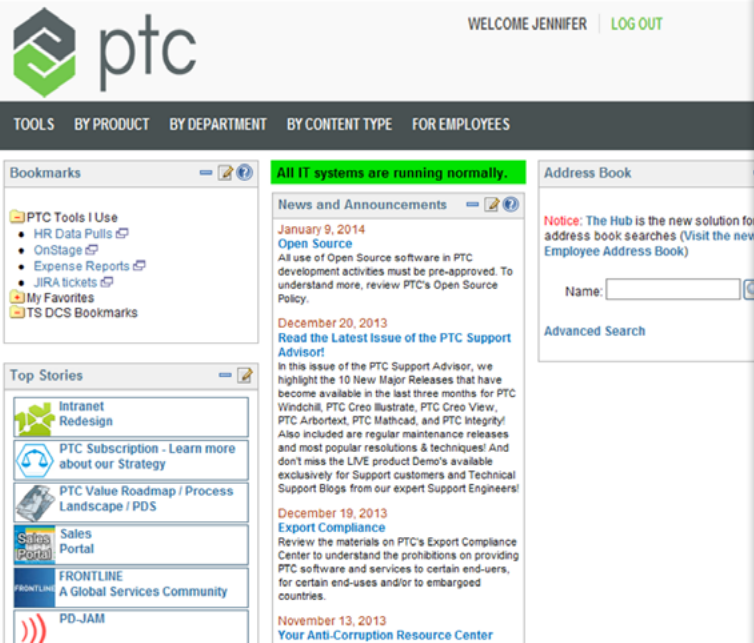 ptc
WELCOME JENNIFER
LOG OUT
TOOLS BY PRODUCT BY DEPARTMENT BY CONTENT TYPE FOR EMPLOYEES
Bookmarks
PTC Tools I Use
HR Data Pulls
OnStage
Expense Reports
JIRA tickets
My Favorites
TS DCS Bookmarks
Top Stories
Intranet
Redesign
PTC Subscription - Learn more
about our Strategy
PTC Value Roadmap / Process
Landscape / PDS
Sales
Portal
Sales
Portal
FRONTLINE
FRONTLINE
A Global Services Community
PD-JAM
All IT systems are running normally.
News and Announcements
January 9, 2014
Open Source
All use of Open Source software in PTC
development activities must be pre-approved. To
understand more, review PTC's Open Source
Policy.
December 20, 2013
Read the Latest Issue of the PTC Support
Advisor!
In this issue of the PTC Support Advisor, we
highlight the 10 New Major Releases that have
become available in the last three months for PTC
Windchill, PTC Creo Illustrate, PTC Creo View,
PTC Arbortext, PTC Mathcad, and PTC Integrity!
Also included are regular maintenance releases
and most popular resolutions & techniques! And
don't miss the LIVE product Demo's available
exclusively for Support customers and Technical
Support Blogs from our expert Support Engineers!
December 19, 2013
Export Compliance
Review the materials on PTC's Export Compliance
Center to understand the prohibitions on providing
PTC software and services to certain end-uers,
for certain end-uses and/or to embargoed
countries.
November 13, 2013
Your Anti-Corruption Resource Center
Address Book
Notice: The Hub is the new solution for
address book searches (Visit the new
Employee Address Book)
Name:
Advanced Search